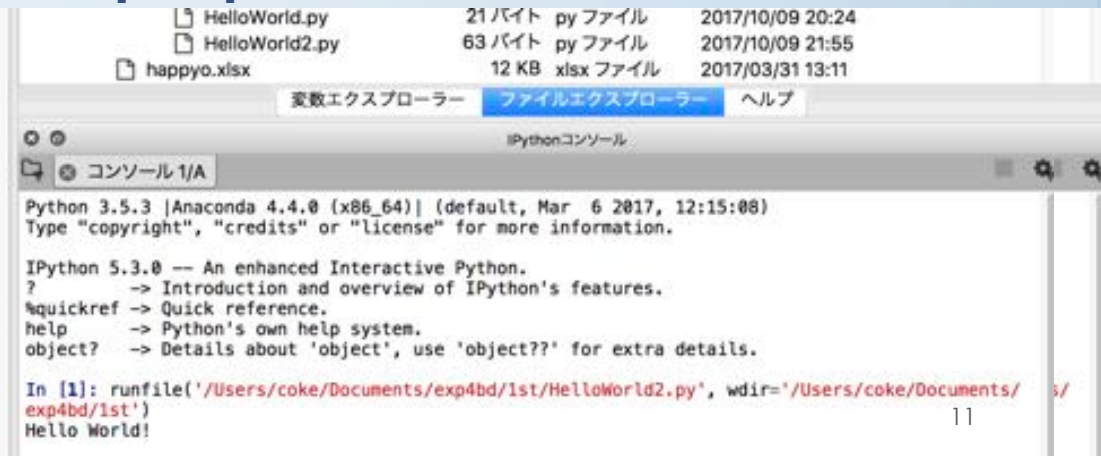 HelloWorld.py 21 バイト py ファイル 2017/10/09 20:24
HelloWorld2.py 63 バイト py ファイル 2017/10/09 21:55
happyo.xlsx 12 KB xlsx ファイル 2017/03/31 13:11
変数エクスプローラー ファイルエクスプローラー ヘルプ
IPythonコンソール
コンソール 1/A
Python 3.5.3 |Anaconda 4.4.0 (x86_64)| (default, Mar  6 2017, 12:15:08)
Type "copyright", "credits" or "license" for more information.
IPython 5.3.0 -- An enhanced Interactive Python.
?         -> Introduction and overview of IPython's features.
%quickref -> Quick reference.
help      -> Python's own help system.
object?   -> Details about 'object', use 'object??' for extra details.
In [1]: runfile('/Users/coke/Documents/exp4bd/1st/HelloWorld2.py', wdir='/Users/coke/Documents/ s/
exp4bd/1st')
Hello World!
11